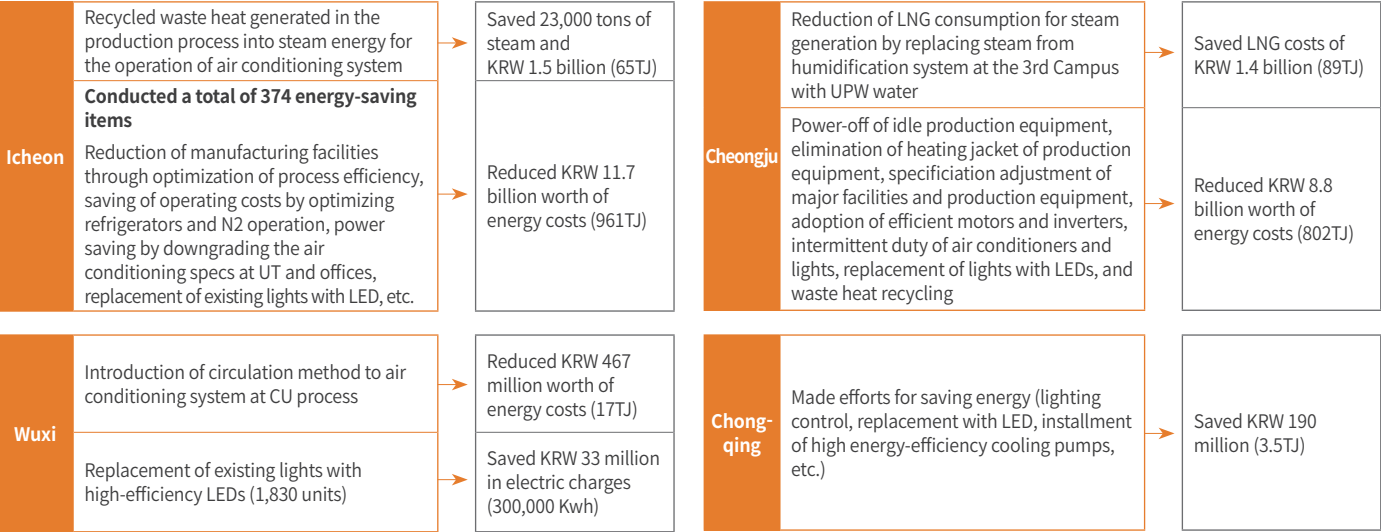 Icheon
Recycled waste heat generated in the
production process into steam energy for
the operation of air conditioning system
Saved 23,000 tons of
steam and
KRW 1.5 billion (65TJ)
Conducted a total of 374 energy-saving
items
Reduction of manufacturing facilities
through optimization of process efficiency,
saving of operating costs by optimizing
refrigerators and N2 operation, power
saving by downgrading the air
conditioning specs at UT and offices,
replacement of existing lights with LED, etc.
Reduced KRW 11.7
billion worth of
energy costs (961TJ)
Cheongju
Reduction of LNG consumption for steam
generation by replacing steam from
humidification system at the 3rd Campus
with UPW water
Saved LNG costs of
KRW 1.4 billion (89TJ)
Power-off of idle production equipment,
elimination of heating jacket of production
equipment, specificiation adjustment of
major facilities and production equipment,
adoption of efficient motors and inverters,
intermittent duty of air conditioners and
lights, replacement of lights with LEDs, and
waste heat recycling
Reduced KRW 8.8
billion worth of
energy costs (802TJ)
Wuxi
Introduction of circulation method to air
conditioning system at CU process
Reduced KRW 467
million worth of
energy costs (17TJ)
Replacement of existing lights with
high-efficiency LEDs (1,830 units)
Saved KRW 33 million
in electric charges
(300,000 Kwh)
Chong-
qing
Made efforts for saving energy (lighting
control, replacement with LED, installment
of high energy-efficiency cooling pumps,
etc.)
Saved KRW 190
million (3.5TJ)